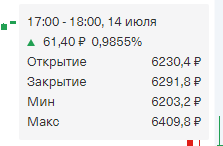 17:00 - 18:00, 14 июля
▲ 61,40 ₽ 0,9855%
Открытие 6230,4 ₽
Закрытие 6291,8 ₽
Мин 6203,2 ₽
Макс 6409,8 ₽